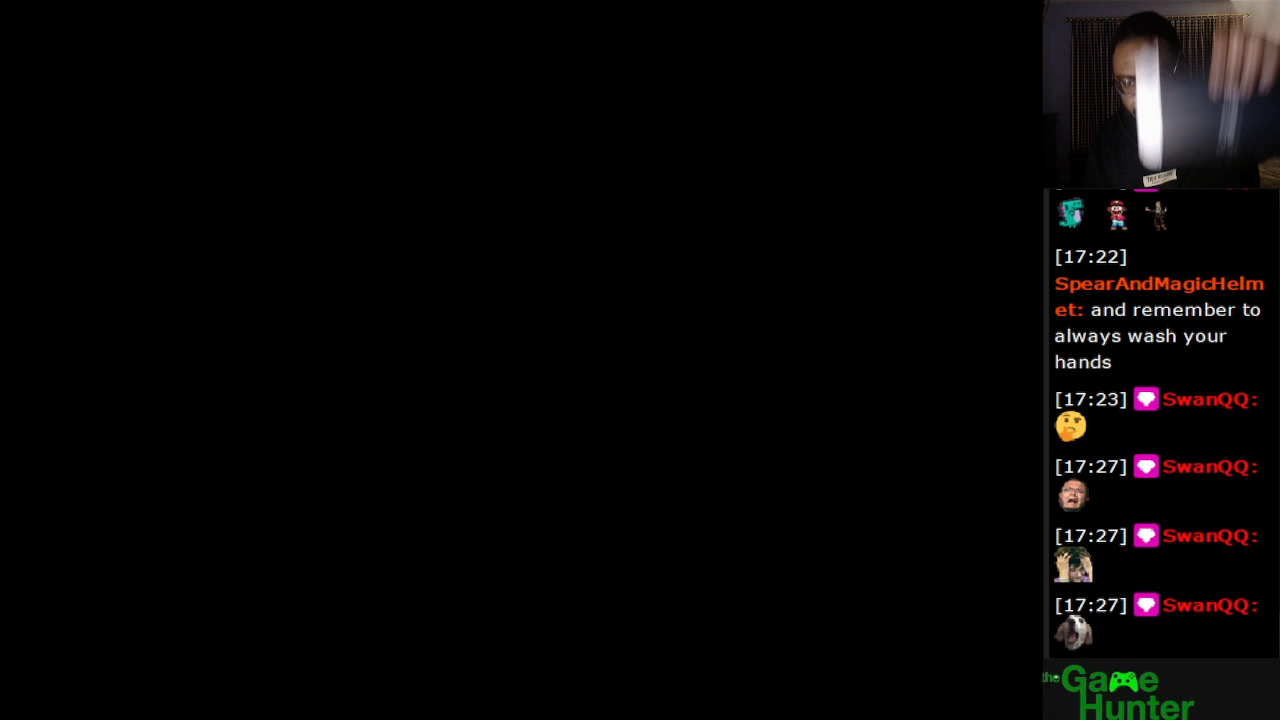 [17:22]
SpearAndMagicHelm
et: and remember to
always wash your
hands
[17:23] SwanQQ:
[17:27] SwanQQ:
[17:27] SwanQQ:
[17:27] SwanQQ:
the Game
Hunter